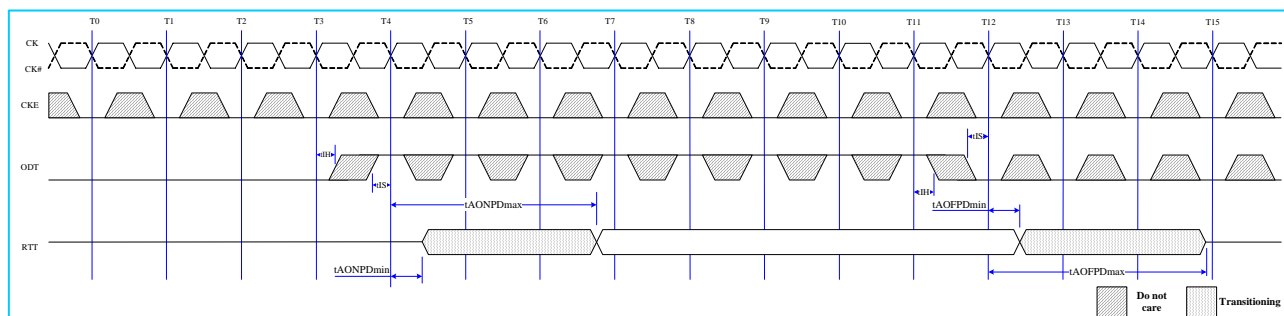 T0 T1 T2 T3 T4 T5 T6 T7 T8 T9 T10 T11 T12 T13 T14 T15
CK
CK#
CKE
tIS
tIH
ODT
tIS
tIH
tAONPDmax
tAOFPDmin
RTT
tAONPDmin
tAOFPDmax
Do not
care
Transitioning